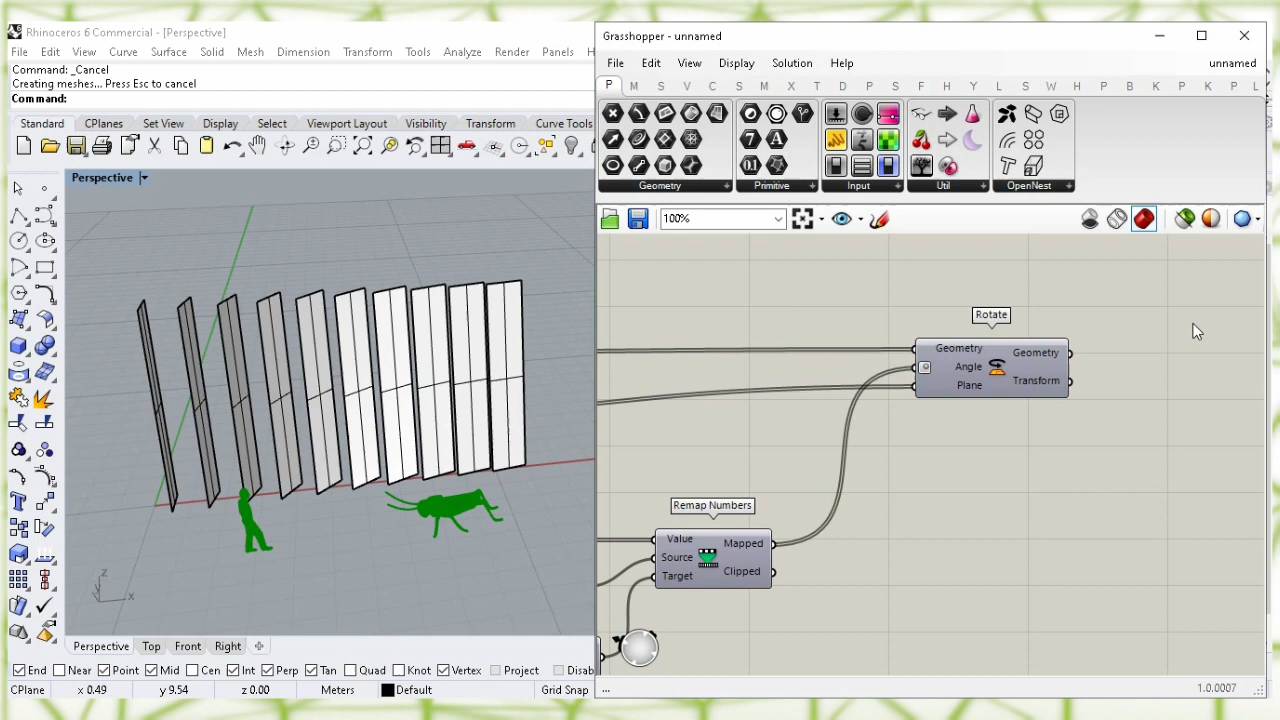 Rhinoceros 6 Commercial - [Perspective]
File Edit View Curve Surface Solid Mesh Dimension Transform Tools Analyze Render Panels
Command: _Cancel
Creating meshes... Press Esc to cancel
Command:
Standard CPlanes Set View Display Select Viewport Layout Visibility Transform Curve Tools
Perspective
z
y
x
Perspective Top Front Right
End Near Point Mid Cen Int Perp Tan Quad Knot Vertex Project Disab
CPlane x 0.49 y 9.54 z 0.00 Meters Default Grid Snap
Grasshopper - unnamed
File Edit View Display Solution Help unnamed
P M S V C M X T D P S F L N H P K P K P L
Geometry Primitive Input Util OpenNest
100%
Rotate
Geometry Geometry
Angle
Plane Transform
Remap Numbers
Value Mapped
Source
Target Clipped
... 1.0.0007